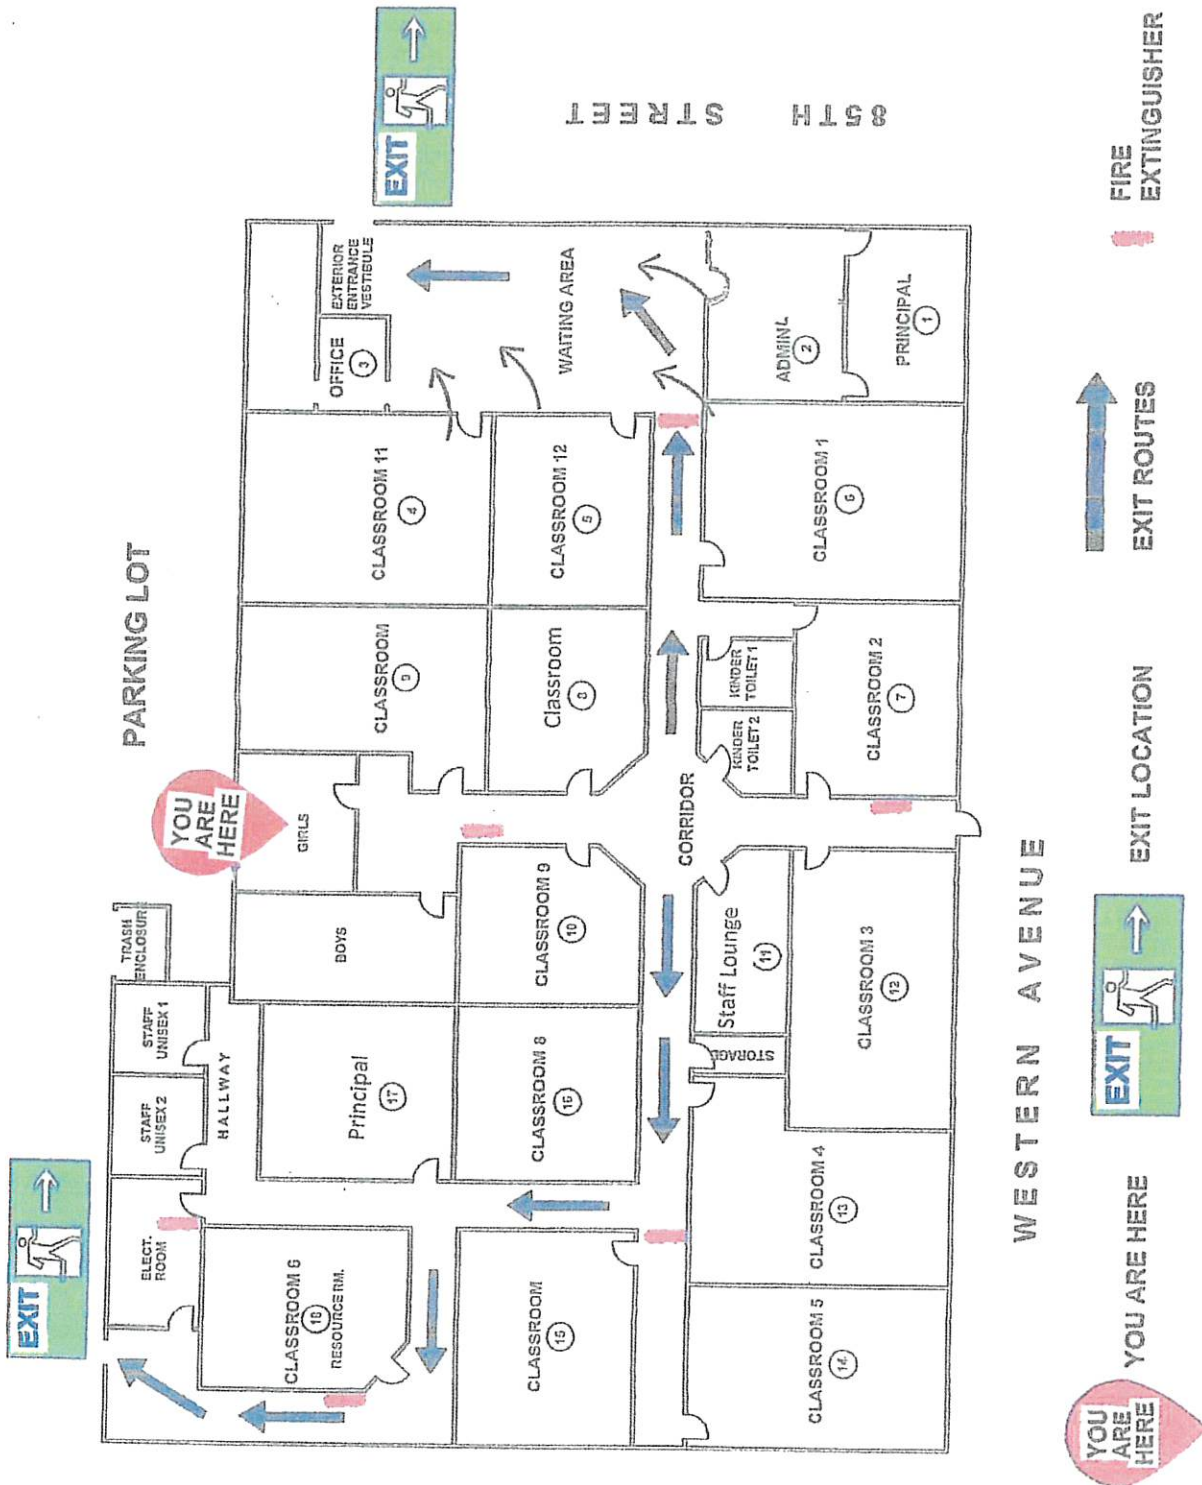 EXIT
TRASH
ENCLOSURE
STAFF
UNISEX 1
STAFF
UNISEX 2
ELECT.
ROOM
HALLWAY
PARKING LOT
YOU
ARE
HERE
GIRLS
BOYS
Principal
17
CLASSROOM 6
18
RESOURCE RM.
CLASSROOM
9
CLASSROOM 11
4
OFFICE
3
EXTERIOR
ENTRANCE
VESTIBULE
EXIT
85TH STREET
WAITING AREA
CLASSROOM
15
CLASSROOM 8
16
CLASSROOM 9
10
Classroom
8
CLASSROOM 12
5
CORRIDOR
STORAGE
Staff Lounge
11
KINDER
TOILET 2
KINDER
TOILET 1
ADMIN.
2
PRINCIPAL
1
CLASSROOM 5
14
CLASSROOM 4
13
CLASSROOM 3
12
CLASSROOM 2
7
CLASSROOM 1
6
WESTERN AVENUE
YOU
ARE
HERE
YOU ARE HERE
EXIT
EXIT LOCATION
EXIT ROUTES
FIRE
EXTINGUISHER